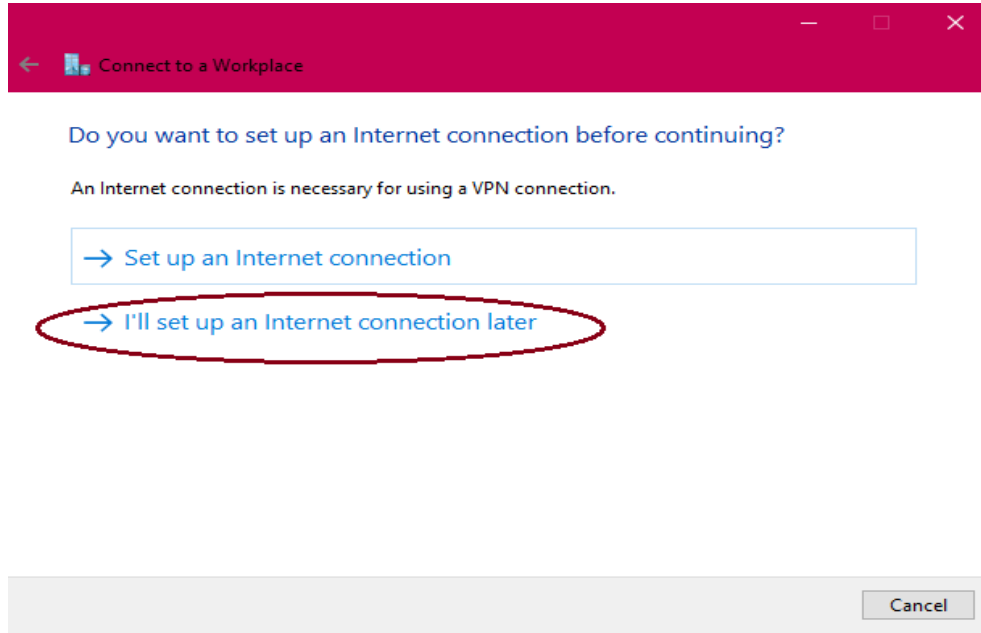 Connect to a Workplace
Do you want to set up an Internet connection before continuing?
An Internet connection is necessary for using a VPN connection.
Set up an Internet connection
I'll set up an Internet connection later
Cancel